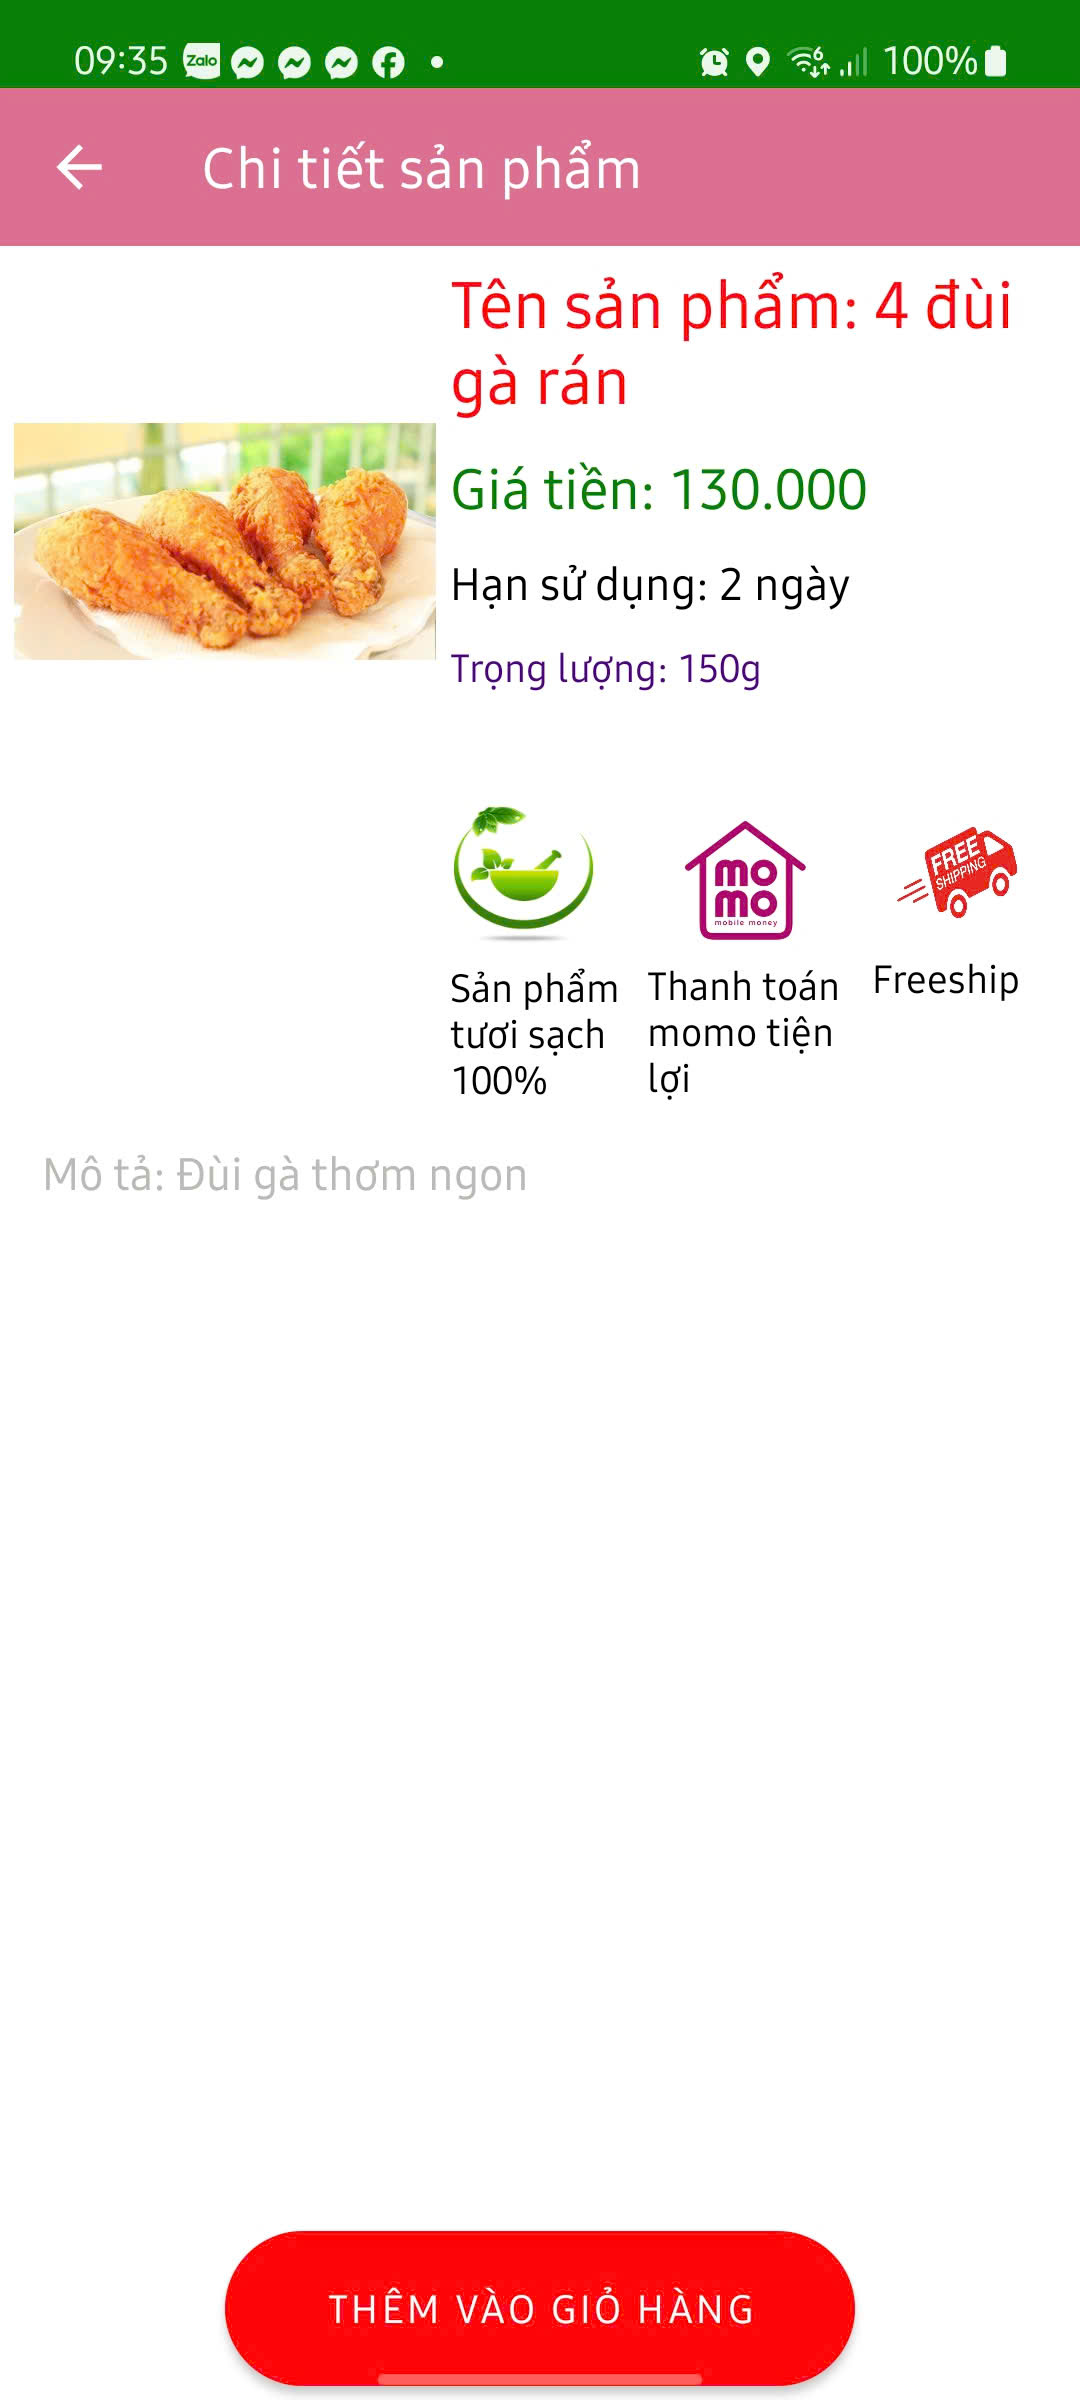 09:35 Zalo 6 100%
Chi tiết sản phẩm
Tên sản phẩm: 4 đùi
gà rán
Giá tiền: 130.000
Hạn sử dụng: 2 ngày
Trọng lượng: 150g
mo
mo
mobile money
FREE
SHIPPING
Sản phẩm
tươi sạch
100%
Thanh toán
momo tiện
lợi
Freeship
Mô tả: Đùi gà thơm ngon
THÊM VÀO GIỎ HÀNG